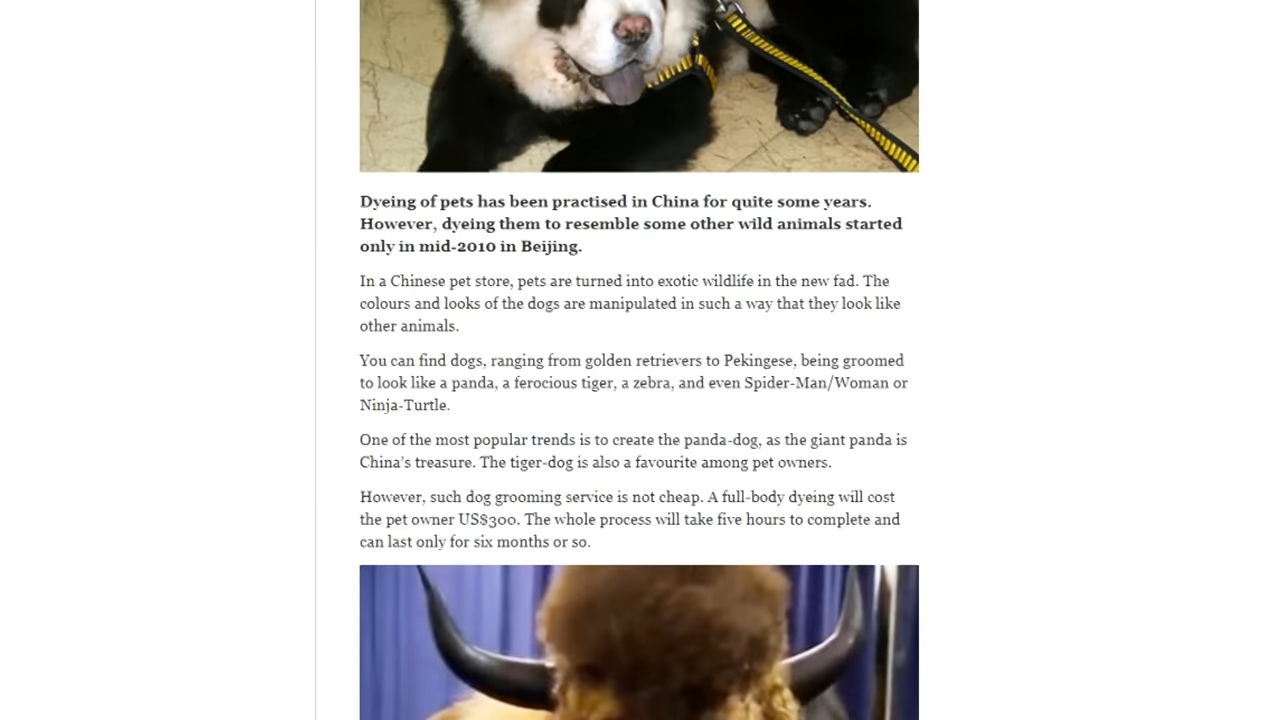 Dyeing of pets has been practised in China for quite some years.
However, dyeing them to resemble some other wild animals started
only in mid-2010 in Beijing.
In a Chinese pet store, pets are turned into exotic wildlife in the new fad. The
colours and looks of the dogs are manipulated in such a way that they look like
other animals.
You can find dogs, ranging from golden retrievers to Pekingese, being groomed
to look like a panda, a ferocious tiger, a zebra, and even Spider-Man/Woman or
Ninja-Turtle.
One of the most popular trends is to create the panda-dog, as the giant panda is
China's treasure. The tiger-dog is also a favourite among pet owners.
However, such dog grooming service is not cheap. A full-body dyeing will cost
the pet owner US$300. The whole process will take five hours to complete and
can last only for six months or so.